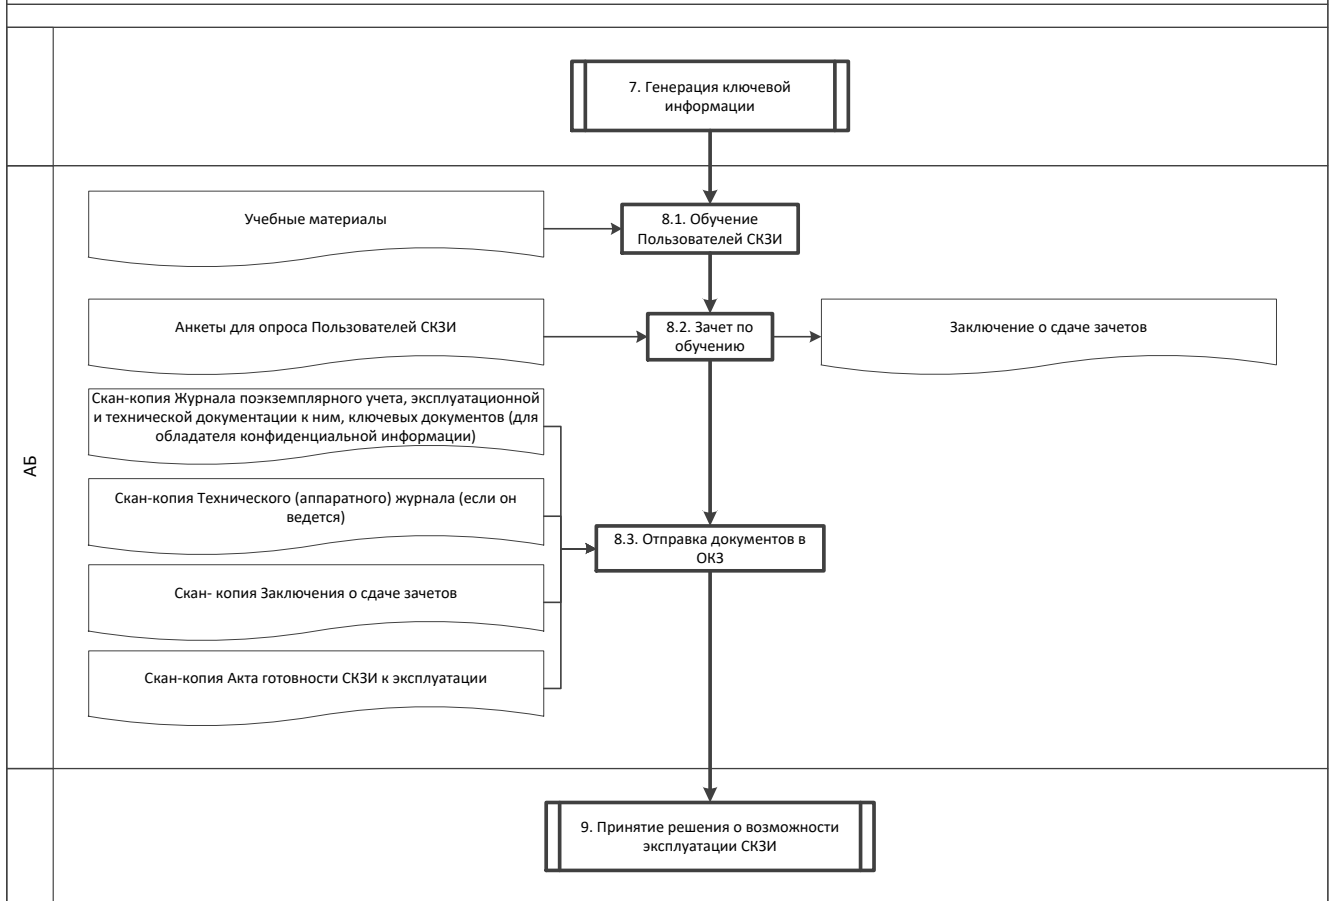 7. Генерация ключевой
информации
АБ
Учебные материалы
8.1. Обучение
Пользователей СКЗИ
Анкеты для опроса Пользователей СКЗИ
8.2. Зачет по
обучению
Заключение о сдаче зачетов
Скан-копия Журнала поэкземплярного учета, эксплуатационной
и технической документации к ним, ключевых документов (для
обладателя конфиденциальной информации)
Скан-копия Технического (аппаратного) журнала (если он
ведется)
8.3. Отправка документов в
ОКЗ
Скан- копия Заключения о сдаче зачетов
Скан-копия Акта готовности СКЗИ к эксплуатации
9. Принятие решения о возможности
эксплуатации СКЗИ